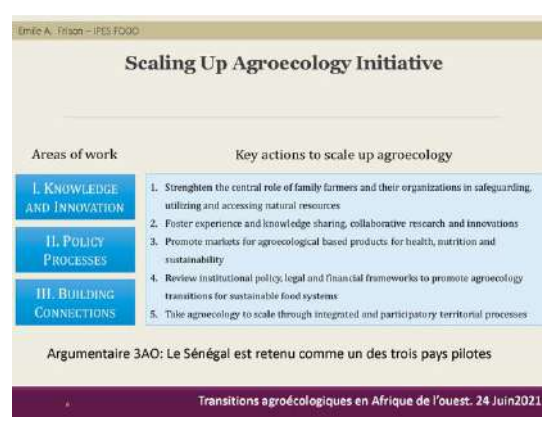 Emile A. Frison – IPES FOOD
Scaling Up Agroecology Initiative
Areas of work
Key actions to scale up agroecology
I. KNOWLEDGE
AND INNOVATION
II. POLICY
PROCESSES
III. BUILDING
CONNECTIONS
1. Strenghten the central role of family farmers and their organizations in safeguarding,
utilizing and accessing natural resources
2. Foster experience and knowledge sharing, collaborative research and innovations
3. Promote markets for agroecological based products for health, nutrition and
sustainability
4. Review institutional policy, legal and financial frameworks to promote agroecology
transitions for sustainable food systems
5. Take agroecology to scale through integrated and participatory territorial processes
Argumentaire 3AO: Le Sénégal est retenu comme un des trois pays pilotes
Transitions agroécologiques en Afrique de l'ouest. 24 Juin2021